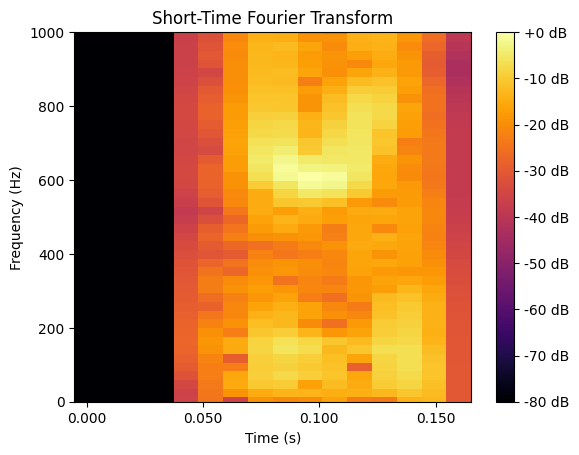 Short-Time Fourier Transform
Frequency (Hz)
1000
800
600
400
200
0
0.000
0.050
0.100
0.150
Time (s)
+0 dB
-10 dB
-20 dB
-30 dB
-40 dB
-50 dB
-60 dB
-70 dB
-80 dB